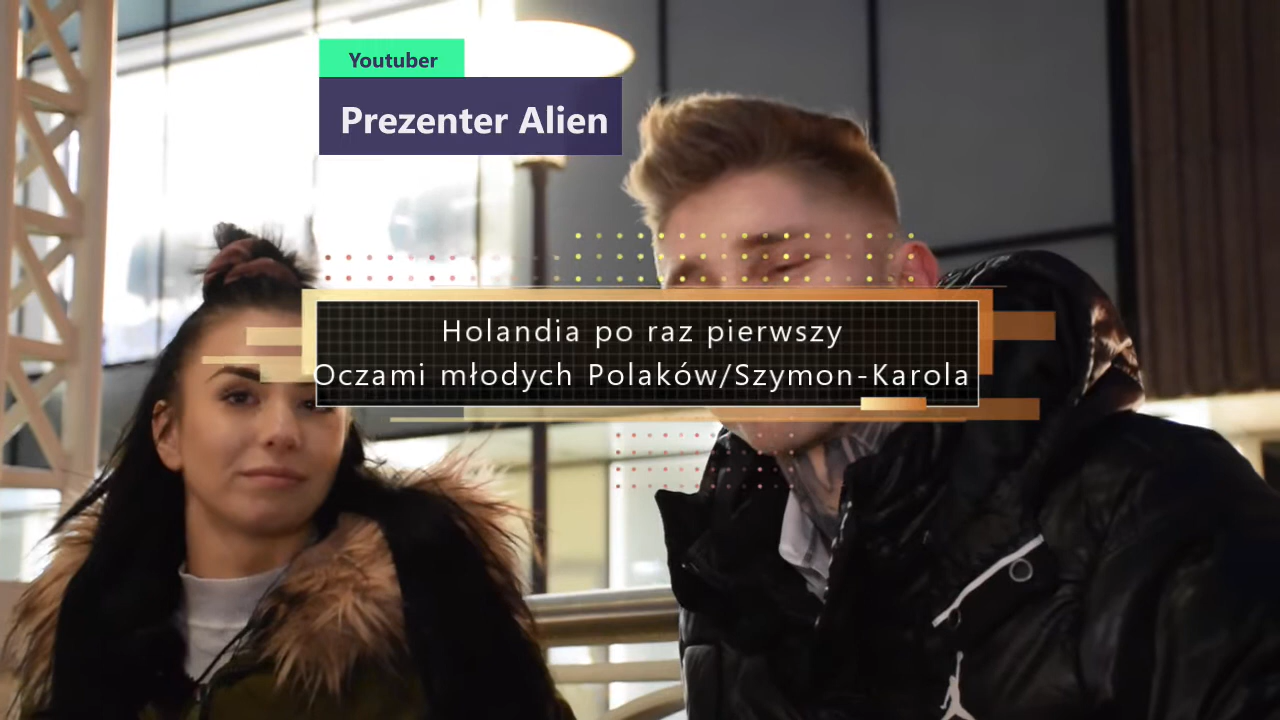 Youtuber
Prezenter Alien
Holandia po raz pierwszy
Oczami młodych Polaków/Szymon-Karola